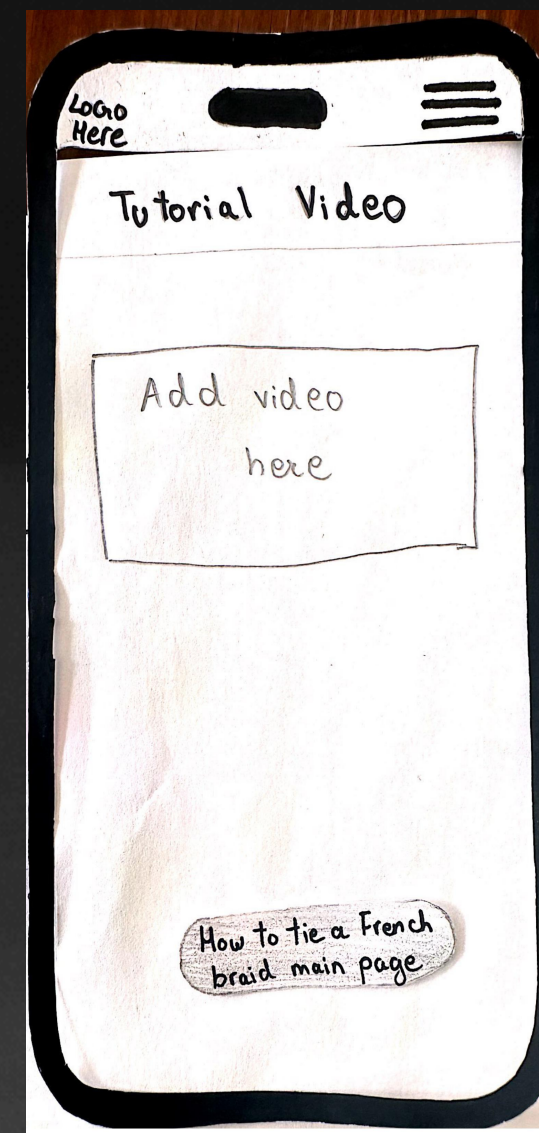 Logo
Here
Tutorial Video
Add video
here
How to tie a French
braid main page